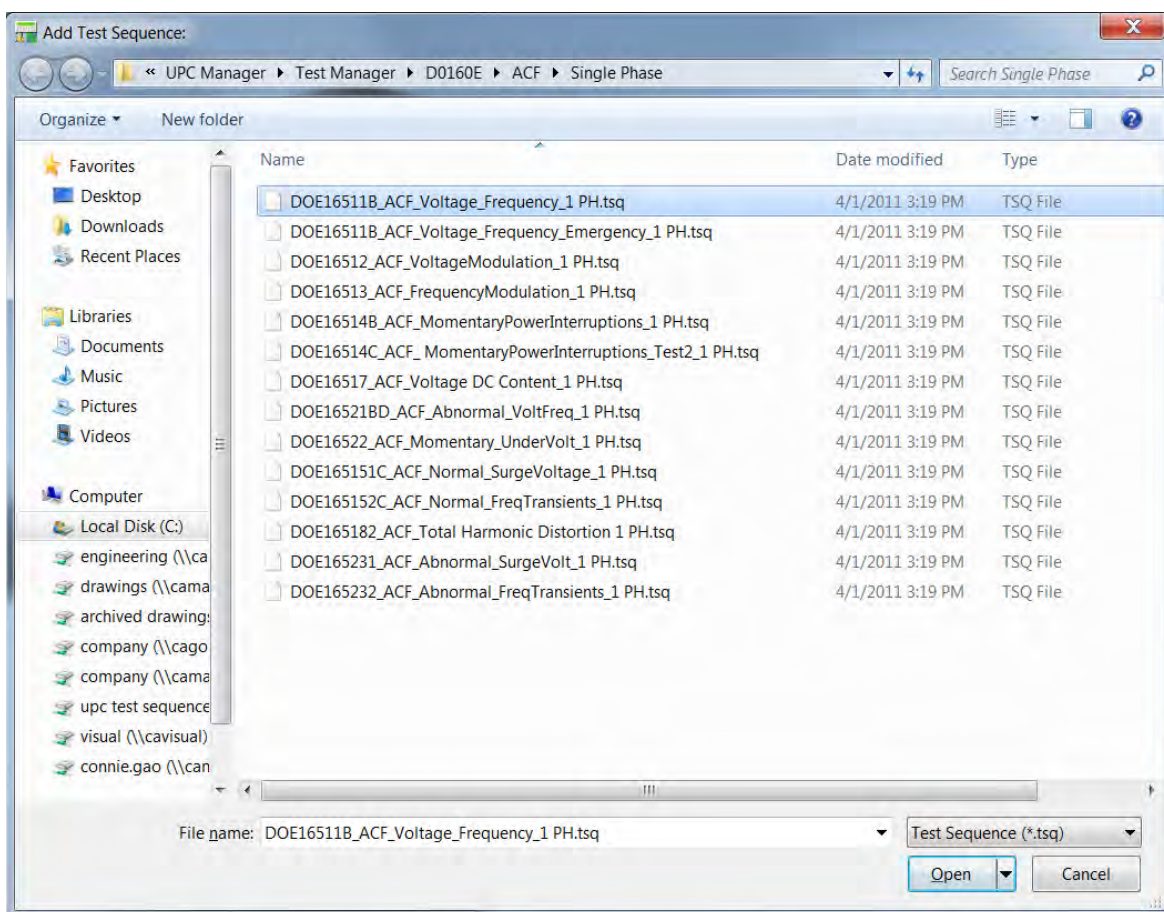 Add Test Sequence:
« UPC Manager ▸ Test Manager ▸ D0160E ▸ ACF ▸ Single Phase
Search Single Phase
Organize New folder
Favorites
Desktop
Downloads
Recent Places
Libraries
Documents
Music
Pictures
Videos
Computer
Local Disk (C:)
engineering (\\ca
drawings (\\cama
archived drawings
company (\\cago
company (\\cama
upc test sequence
visual (\\cavisual)
connie.gao (\\can
Name Date modified Type
DOE16511B_ACF_Voltage_Frequency_1 PH.tsq 4/1/2011 3:19 PM TSQ File
DOE16511B_ACF_Voltage_Frequency_Emergency_1 PH.tsq 4/1/2011 3:19 PM TSQ File
DOE16512_ACF_VoltageModulation_1 PH.tsq 4/1/2011 3:19 PM TSQ File
DOE16513_ACF_FrequencyModulation_1 PH.tsq 4/1/2011 3:19 PM TSQ File
DOE16514B_ACF_MomentaryPowerInterruptions_1 PH.tsq 4/1/2011 3:19 PM TSQ File
DOE16514C_ACF_ MomentaryPowerInterruptions_Test2_1 PH.tsq 4/1/2011 3:19 PM TSQ File
DOE16517_ACF_Voltage DC Content_1 PH.tsq 4/1/2011 3:19 PM TSQ File
DOE16521BD_ACF_Abnormal_VoltFreq_1 PH.tsq 4/1/2011 3:19 PM TSQ File
DOE16522_ACF_Momentary_UnderVolt_1 PH.tsq 4/1/2011 3:19 PM TSQ File
DOE165151C_ACF_Normal_SurgeVoltage_1 PH.tsq 4/1/2011 3:19 PM TSQ File
DOE165152C_ACF_Normal_FreqTransients_1 PH.tsq 4/1/2011 3:19 PM TSQ File
DOE165182_ACF_Total Harmonic Distortion 1 PH.tsq 4/1/2011 3:19 PM TSQ File
DOE165231_ACF_Abnormal_SurgeVolt_1 PH.tsq 4/1/2011 3:19 PM TSQ File
DOE165232_ACF_Abnormal_FreqTransients_1 PH.tsq 4/1/2011 3:19 PM TSQ File
File name: DOE16511B_ACF_Voltage_Frequency_1 PH.tsq Test Sequence (*.tsq)
Open Cancel